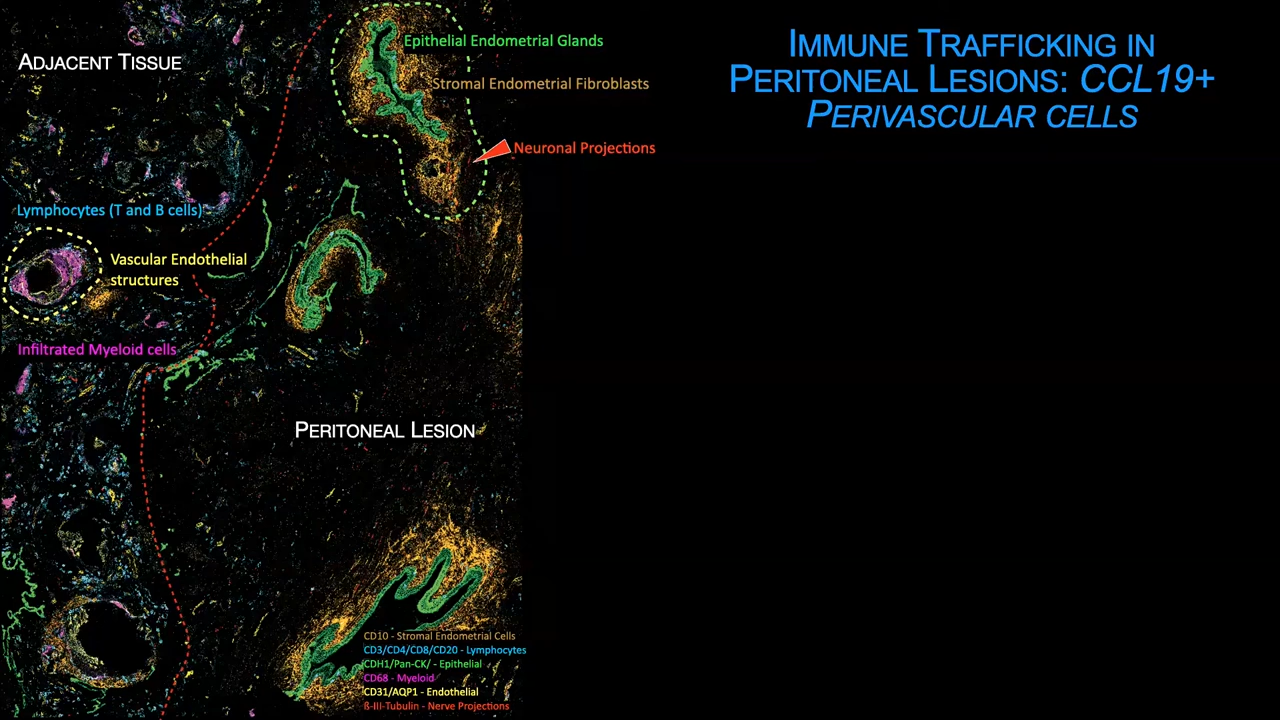 IMMUNE TRAFFICKING IN
PERITONEAL LESIONS: CCL19+
PERIVASCULAR CELLS
ADJACENT TISSUE
Epithelial Endometrial Glands
Stromal Endometrial Fibroblasts
Neuronal Projections
Lymphocytes (T and B cells)
Vascular Endothelial
structures
Infiltrated Myeloid cells
PERITONEAL LESION
CD10 - Stromal Endometrial Cells
CD3/CD4/CD8/CD20 - Lymphocytes
CDH1/Pan-CK/ - Epithelial
CD68 - Myeloid
CD31/AQP1 - Endothelial
ß-III-Tubulin - Nerve Projections